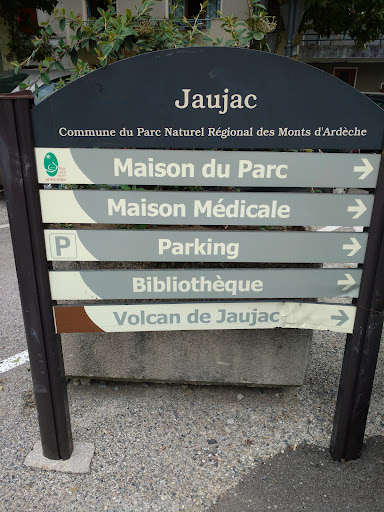 Jaujac
Commune du Parc Naturel Régional des Monts d'Ardèche
Maison du Parc
Maison Médicale
P Parking
Bibliothèque
Volcan de Jaujac